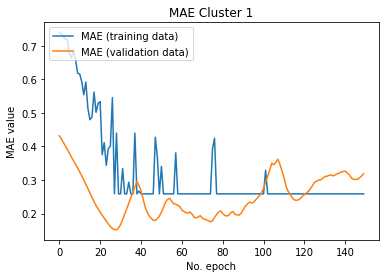 MAE Cluster 1
MAE (training data)
MAE (validation data)
MAE value
0.7
0.6
0.5
0.4
0.3
0.2
0 20 40 60 80 100 120 140
No. epoch